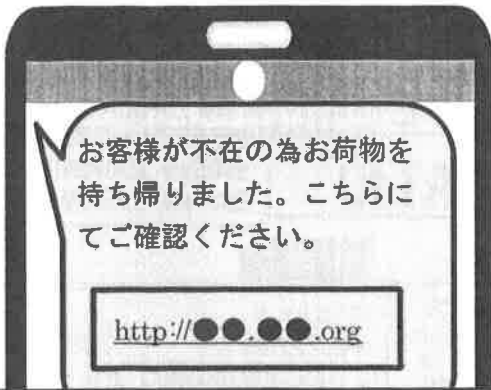 お客様が不在の為お荷物を
持ち帰りました。こちらに
てご確認ください。
http://●●.●●.org